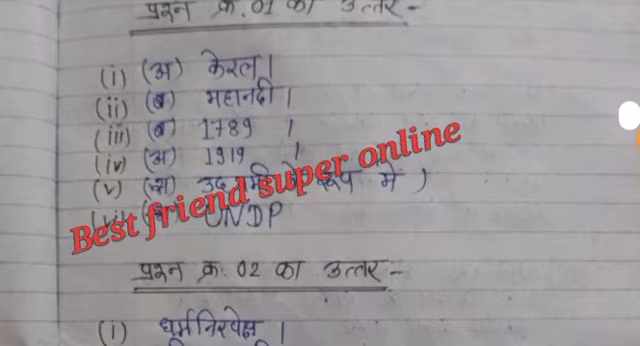 प्रश्न क्र. 01 का उत्तर -
(i) (अ) केरल।
(ii) (ब) महानदी।
(iii) (ब) 1789 ।
(iv) (अ) 1919 ।
(v) रूप में ।
UNDP
Best friend super online
प्रश्न क्र. 02 का उत्तर -
(i) धर्मनिरपेक्ष ।